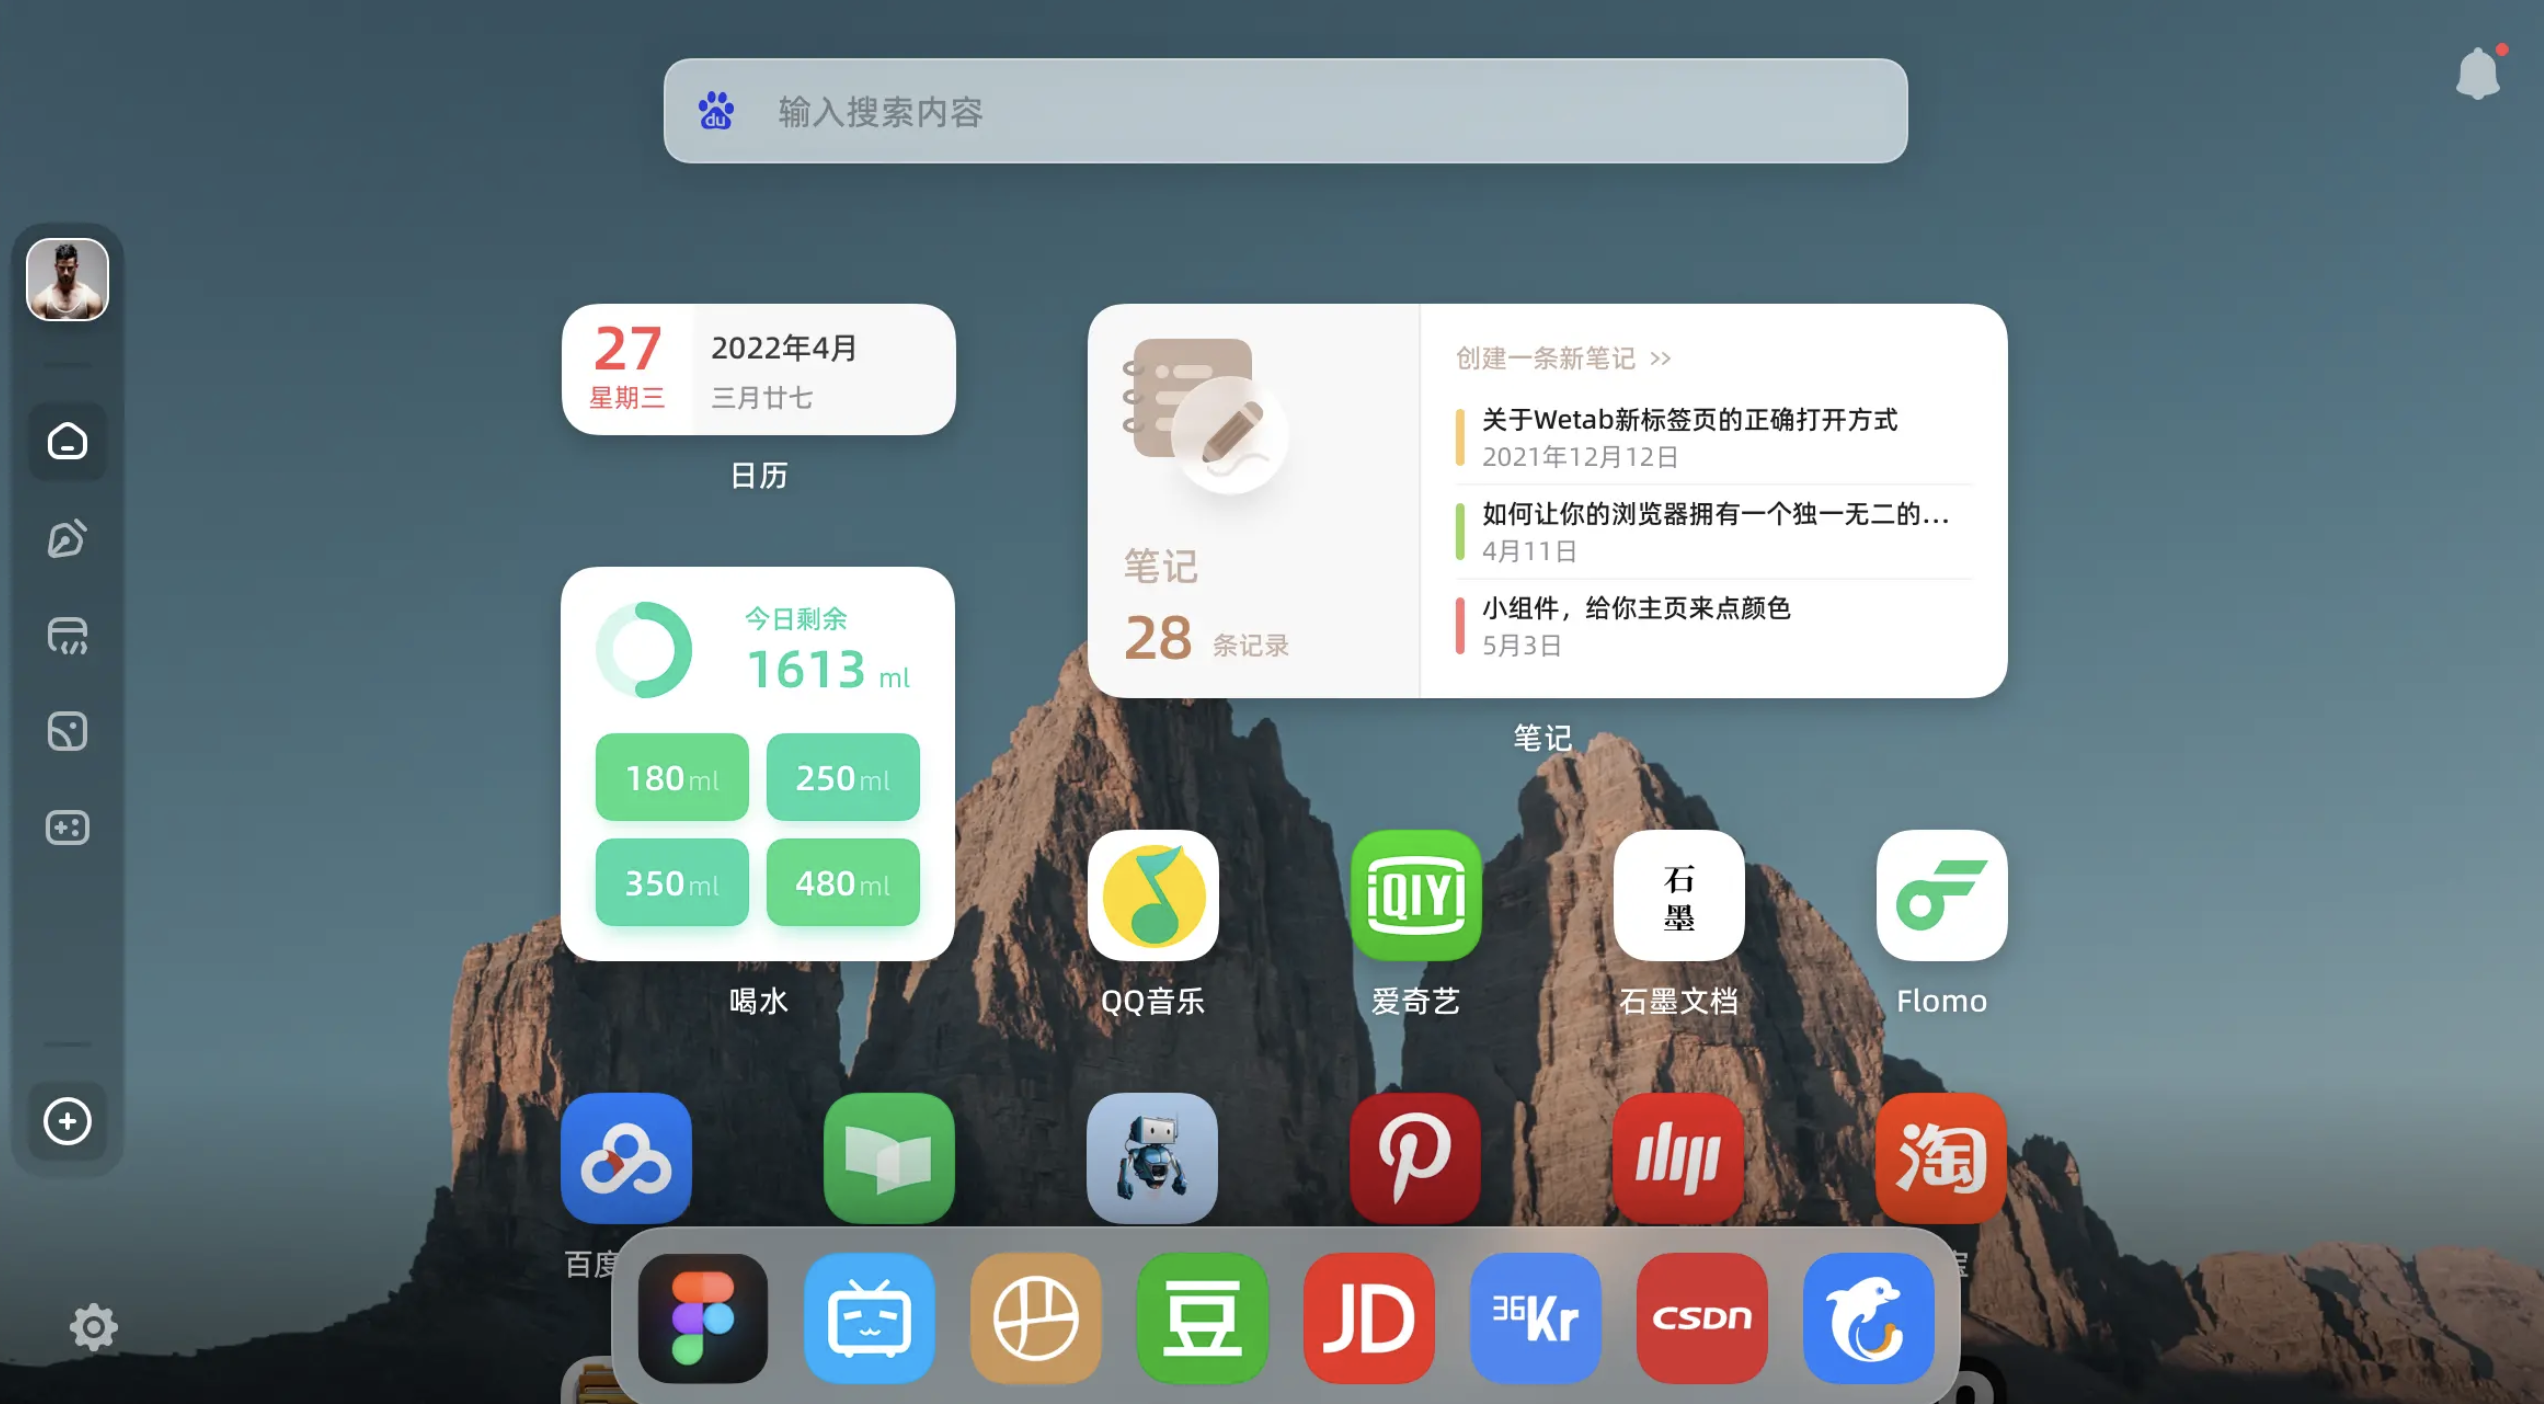 du 输入搜索内容
27
星期三
2022年4月
三月廿七
日历
创建一条新笔记 >>
关于Wetab新标签页的正确打开方式
2021年12月12日
如何让你的浏览器拥有一个独一无二的...
4月11日
小组件，给你主页来点颜色
5月3日
笔记
28 条记录
笔记
今日剩余
1613 ml
180ml 250ml
350ml 480ml
喝水
iQIYI
石墨
QQ音乐 爱奇艺 石墨文档 Flomo
淘
百度
豆 JD 36Kr CSDN